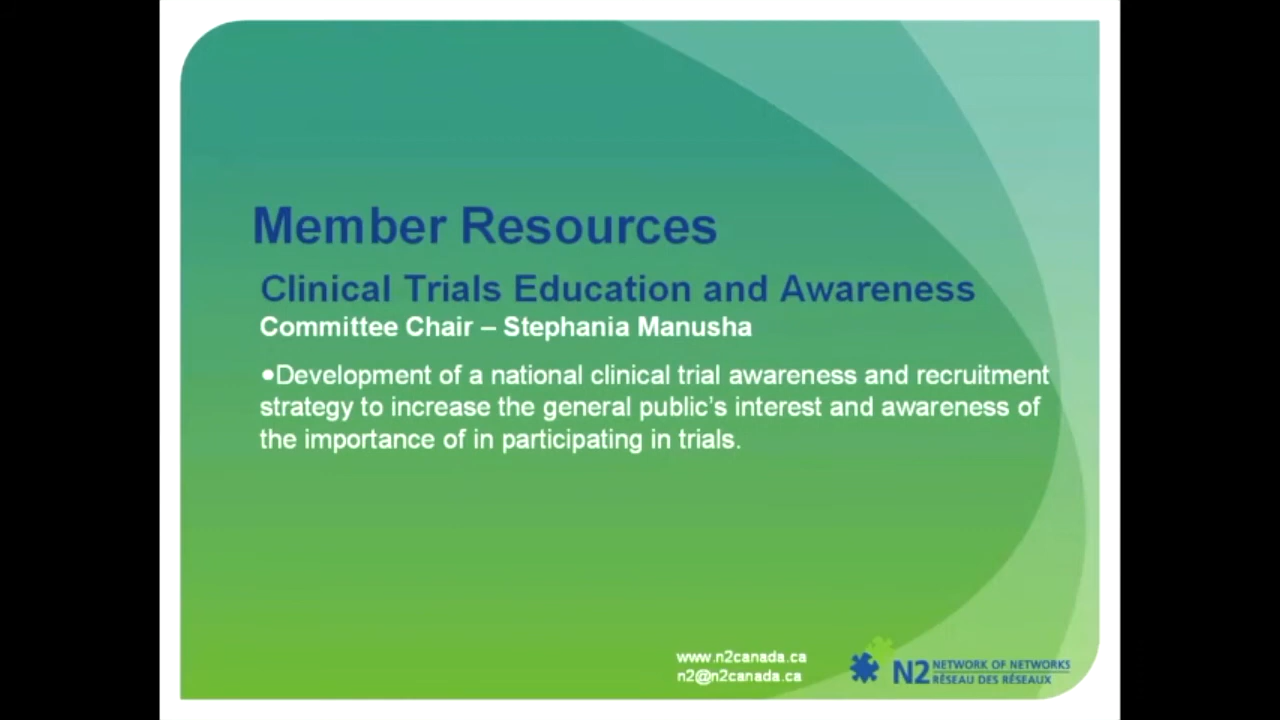 Member Resources
Clinical Trials Education and Awareness
Committee Chair – Stephania Manusha
•Development of a national clinical trial awareness and recruitment
strategy to increase the general public's interest and awareness of
the importance of in participating in trials.
www.n2canada.ca
n2@n2canada.ca
N2 NETWORK OF NETWORKS
RÉSEAU DES RÉSEAUX